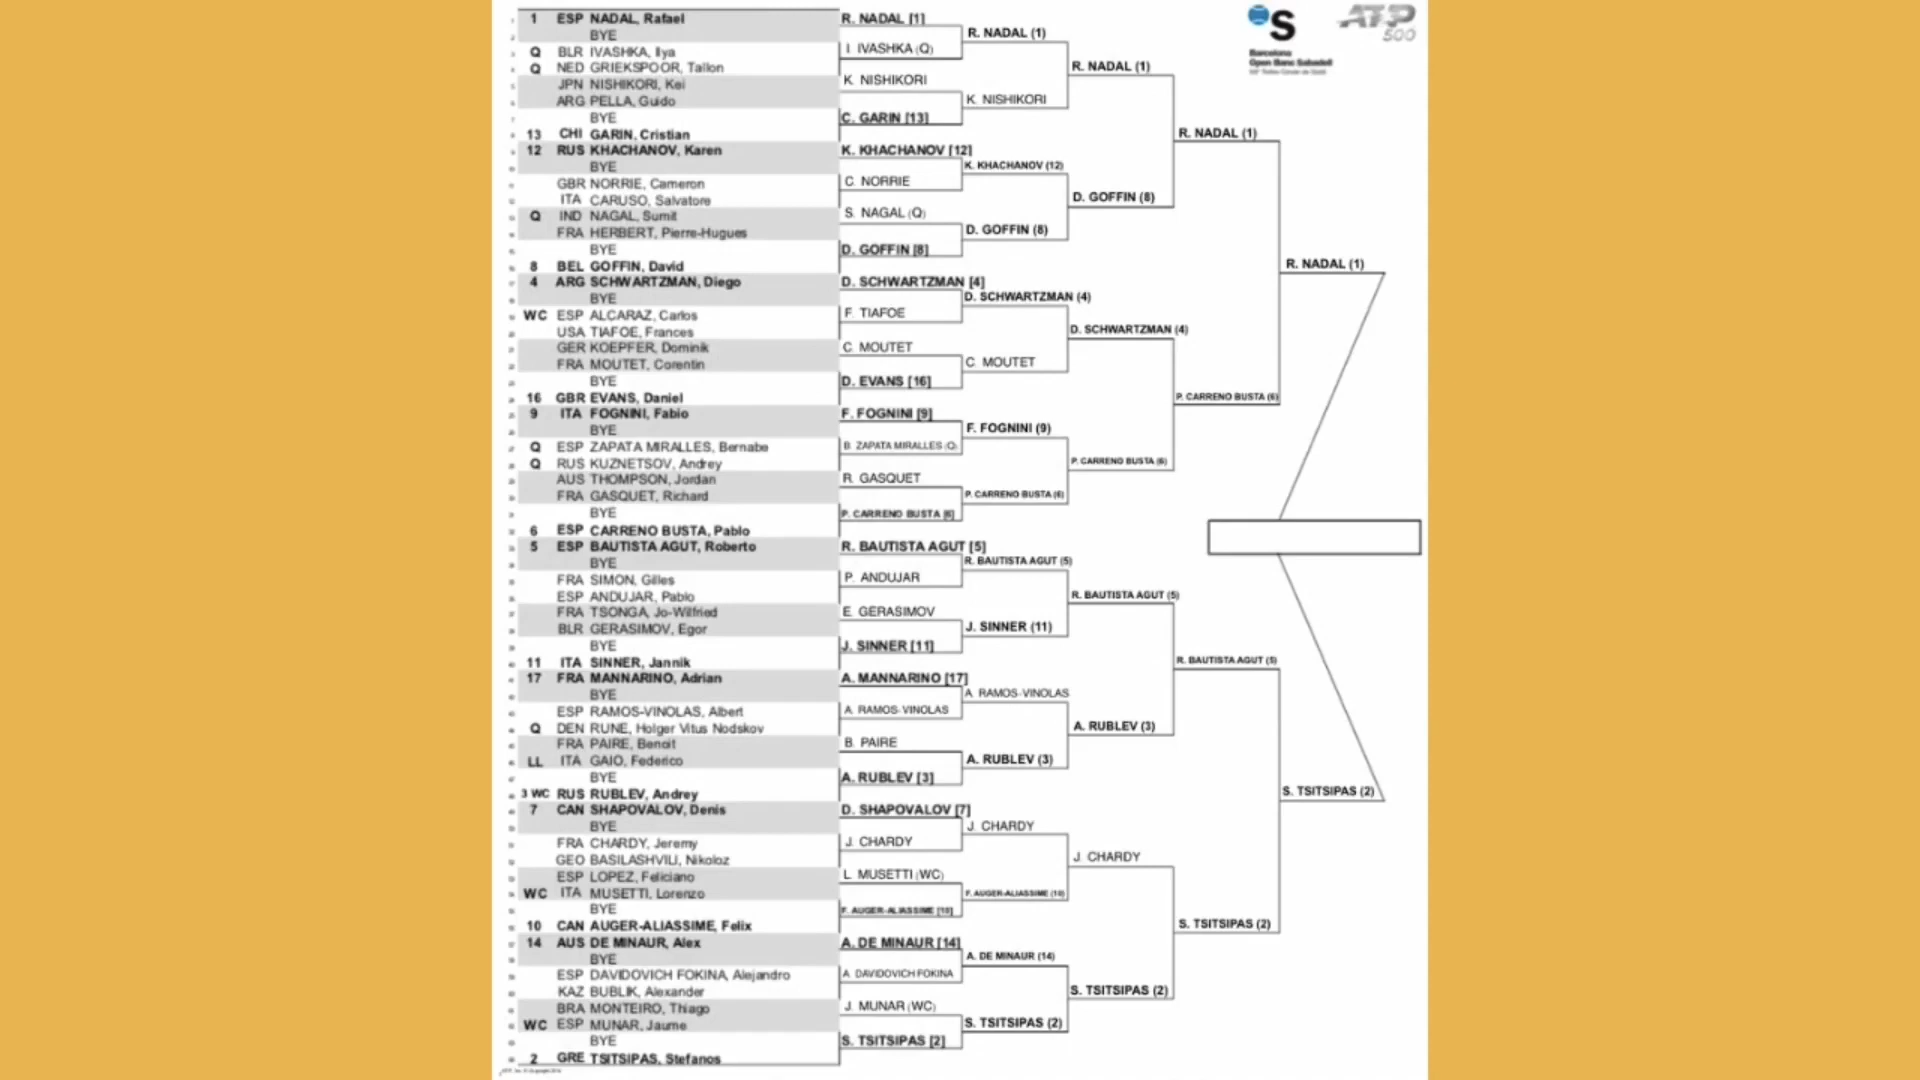 1 ESP NADAL, Rafael
BYE
Q BLR IVASHKA, Ilya
Q NED GRIEKSPOOR, Tallon
JPN NISHIKORI, Kei
ARG PELLA, Guido
BYE
13 CHI GARIN, Cristian
12 RUS KHACHANOV, Karen
BYE
GBR NORRIE, Cameron
ITA CARUSO, Salvatore
Q IND NAGAL, Sumit
FRA HERBERT, Pierre-Hugues
BYE
8 BEL GOFFIN, David
4 ARG SCHWARTZMAN, Diego
BYE
WC ESP ALCARAZ, Carlos
USA TIAFOE, Frances
GER KOEPFER, Dominik
FRA MOUTET, Corentin
BYE
16 GBR EVANS, Daniel
9 ITA FOGNINI, Fabio
BYE
Q ESP ZAPATA MIRALLES, Bernabe
Q RUS KUZNETSOV, Andrey
AUS THOMPSON, Jordan
FRA GASQUET, Richard
BYE
6 ESP CARRENO BUSTA, Pablo
5 ESP BAUTISTA AGUT, Roberto
BYE
FRA SIMON, Gilles
ESP ANDUJAR, Pablo
FRA TSONGA, Jo-Wilfried
BLR GERASIMOV, Egor
BYE
11 ITA SINNER, Jannik
17 FRA MANNARINO, Adrian
BYE
ESP RAMOS-VINOLAS, Albert
Q DEN RUNE, Holger Vitus Nodskov
FRA PAIRE, Benoit
LL ITA GAIO, Federico
BYE
3 WC RUS RUBLEV, Andrey
7 CAN SHAPOVALOV, Denis
BYE
FRA CHARDY, Jeremy
GEO BASILASHVILI, Nikoloz
ESP LOPEZ, Feliciano
WC ITA MUSETTI, Lorenzo
BYE
10 CAN AUGER-ALIASSIME, Felix
14 AUS DE MINAUR, Alex
BYE
ESP DAVIDOVICH FOKINA, Alejandro
KAZ BUBLIK, Alexander
BRA MONTEIRO, Thiago
WC ESP MUNAR, Jaume
BYE
2 GRE TSITSIPAS, Stefanos
R. NADAL [1]
I. IVASHKA (Q)
K. NISHIKORI
C. GARIN [13]
K. KHACHANOV [12]
C. NORRIE
S. NAGAL (Q)
D. GOFFIN [8]
D. SCHWARTZMAN [4]
F. TIAFOE
C. MOUTET
D. EVANS [16]
F. FOGNINI [9]
B. ZAPATA MIRALLES (Q)
R. GASQUET
P. CARRENO BUSTA [6]
R. BAUTISTA AGUT [5]
P. ANDUJAR
E. GERASIMOV
J. SINNER [11]
A. MANNARINO [17]
A. RAMOS-VINOLAS
B. PAIRE
A. RUBLEV [3]
D. SHAPOVALOV [7]
J. CHARDY
L. MUSETTI (WC)
F. AUGER-ALIASSIME [10]
A. DE MINAUR [14]
A. DAVIDOVICH FOKINA
J. MUNAR (WC)
S. TSITSIPAS [2]
R. NADAL (1)
K. NISHIKORI
K. KHACHANOV (12)
D. GOFFIN (8)
D. SCHWARTZMAN (4)
C. MOUTET
F. FOGNINI (9)
P. CARRENO BUSTA (6)
R. BAUTISTA AGUT (5)
J. SINNER (11)
A. RAMOS-VINOLAS
A. RUBLEV (3)
J. CHARDY
F. AUGER-ALIASSIME (10)
A. DE MINAUR (14)
S. TSITSIPAS (2)
R. NADAL (1)
D. GOFFIN (8)
D. SCHWARTZMAN (4)
P. CARRENO BUSTA (6)
R. BAUTISTA AGUT (5)
A. RUBLEV (3)
J. CHARDY
S. TSITSIPAS (2)
R. NADAL (1)
P. CARRENO BUSTA (6)
R. BAUTISTA AGUT (5)
S. TSITSIPAS (2)
R. NADAL (1)
S. TSITSIPAS (2)
S
Barcelona
Open Banc Sabadell
ATP
500